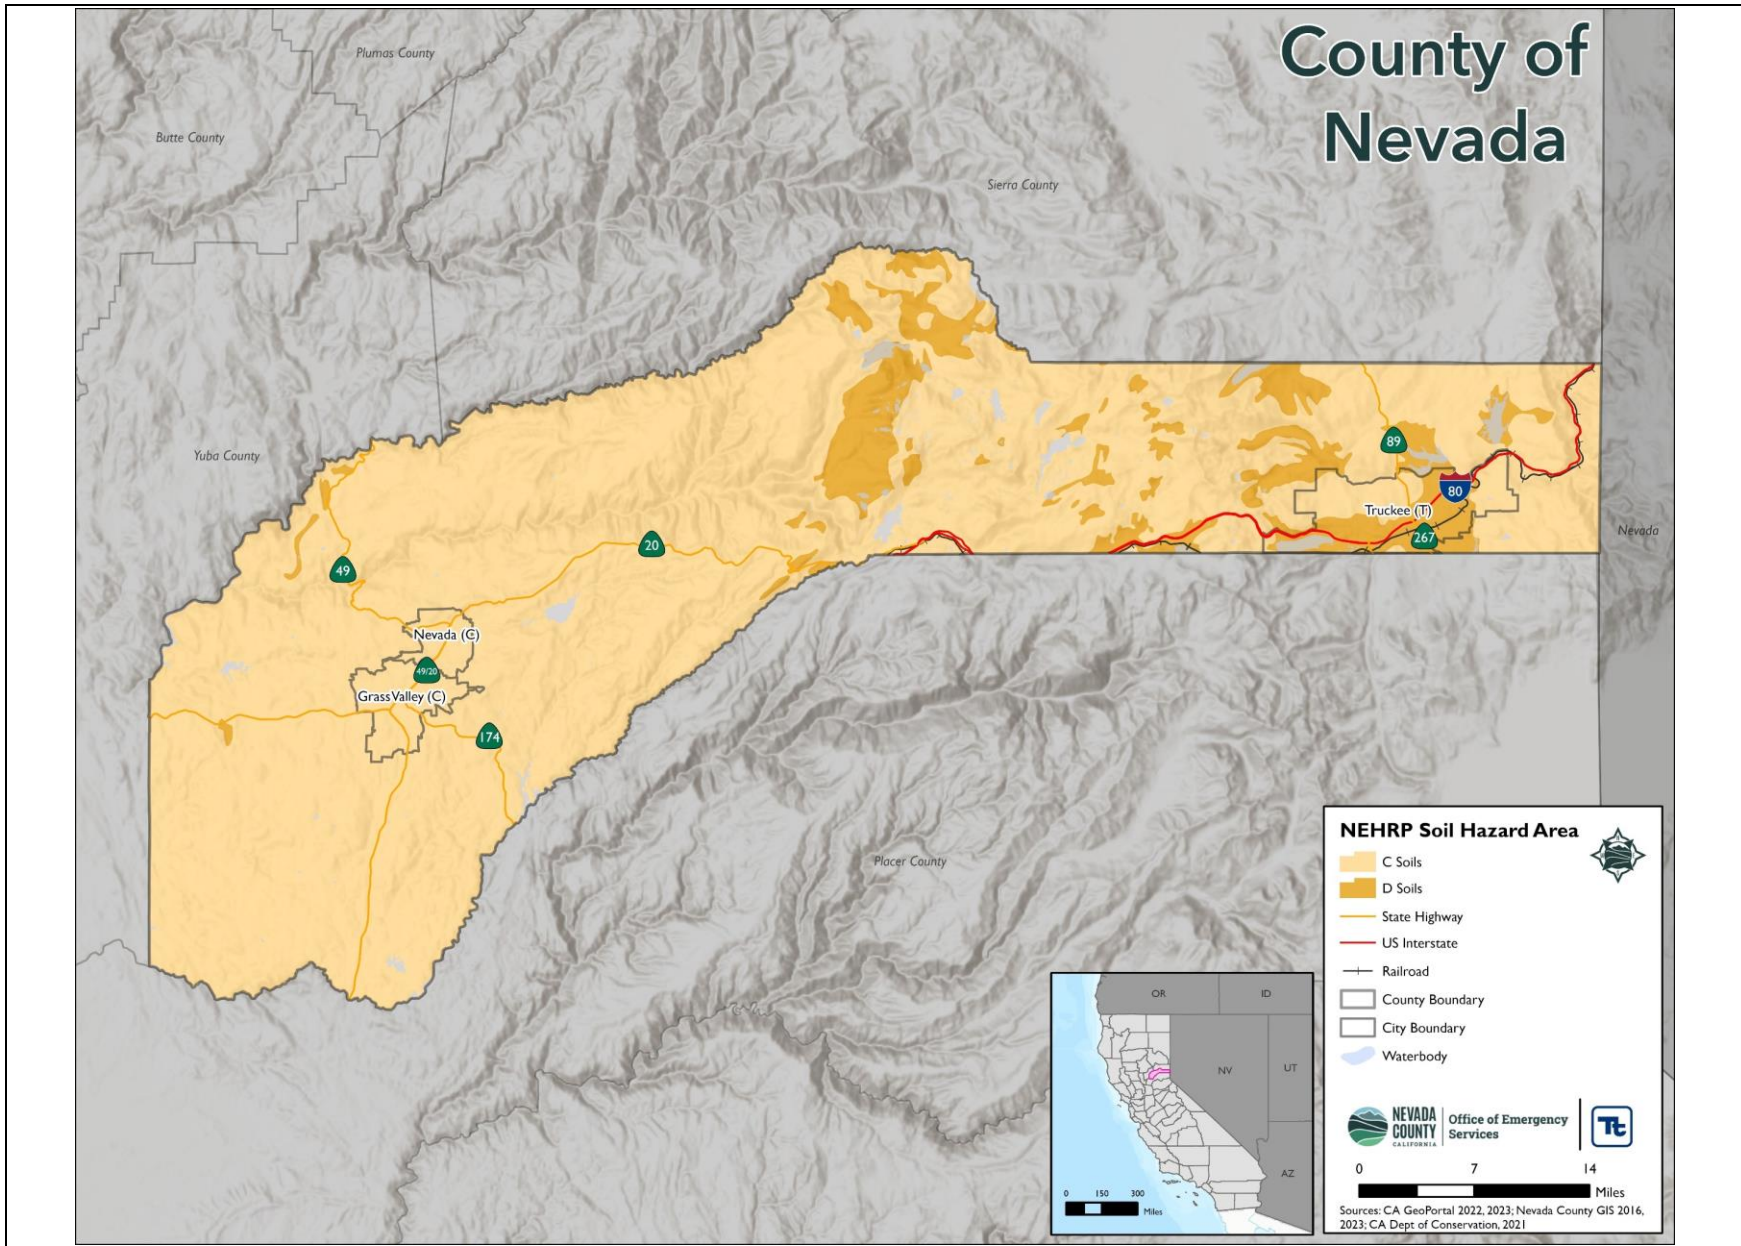 County of
Nevada
Plumas County
Butte County
Sierra County
Yuba County
89
80
Truckee (T)
267
Nevada
20
49
Nevada (C)
49/20
Grass Valley (C)
174
Placer County
NEHRP Soil Hazard Area
C Soils
D Soils
State Highway
US Interstate
Railroad
County Boundary
City Boundary
Waterbody
NEVADA
COUNTY
CALIFORNIA
Office of Emergency
Services
Tt
0 7 14
Miles
Sources: CA GeoPortal 2022, 2023; Nevada County GIS 2016,
2023; CA Dept of Conservation, 2021
OR
ID
NV
UT
AZ
0 150 300
Miles